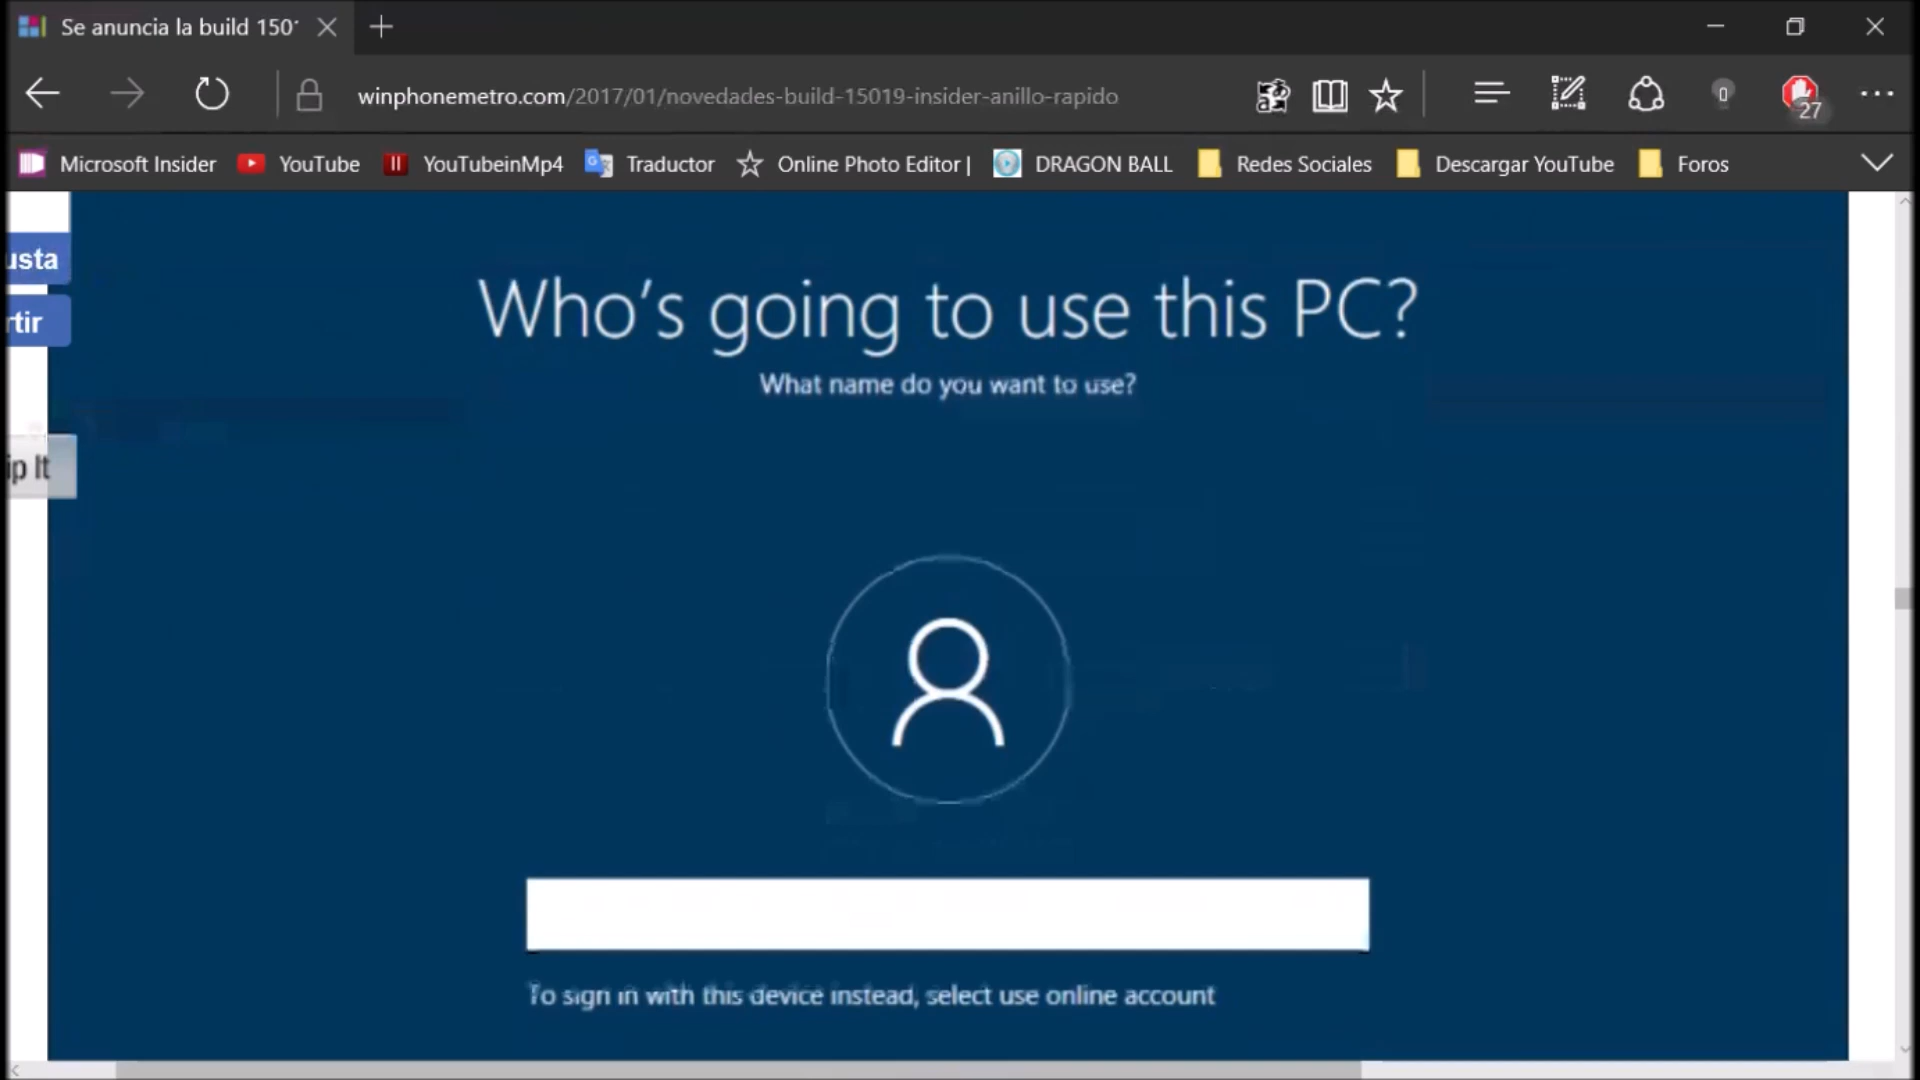 Se anuncia la build 150
winphonemetro.com/2017/01/novedades-build-15019-insider-anillo-rapido
27
Microsoft Insider YouTube YouTubeinMp4 Traductor Online Photo Editor | DRAGON BALL Redes Sociales Descargar YouTube Foros
usta
rtir
ip It
Who's going to use this PC?
What name do you want to use?
To sign in with this device instead, select use online account